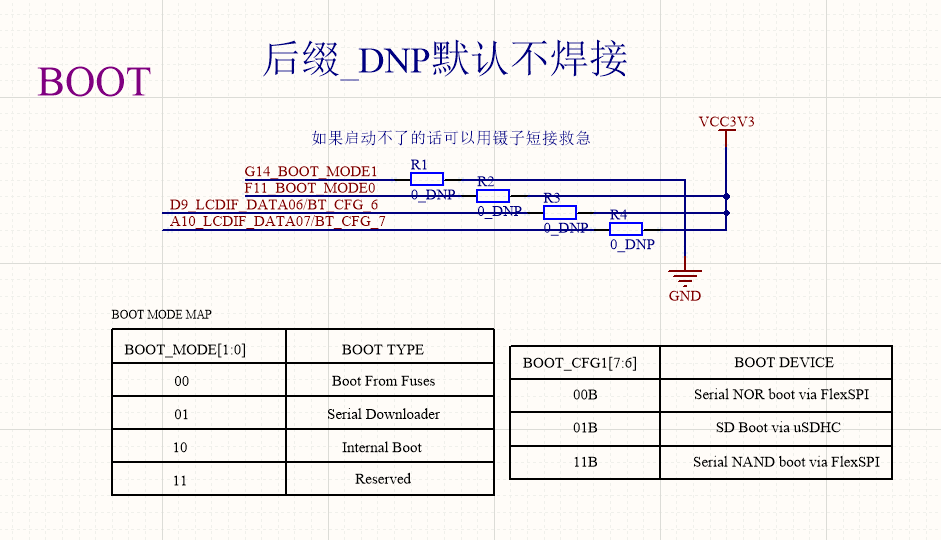 后缀_DNP默认不焊接
BOOT
VCC3V3
如果启动不了的话可以用镊子短接救急
G14_BOOT_MODE1 R1 0_DNP
F11_BOOT_MODE0 R2 0_DNP
D9_LCDIF_DATA06/BT_CFG_6 R3 0_DNP
A10_LCDIF_DATA07/BT_CFG_7 R4 0_DNP
GND
BOOT MODE MAP
BOOT_MODE[1:0] BOOT TYPE
00 Boot From Fuses
01 Serial Downloader
10 Internal Boot
11 Reserved
BOOT_CFG1[7:6] BOOT DEVICE
00B Serial NOR boot via FlexSPI
01B SD Boot via uSDHC
11B Serial NAND boot via FlexSPI